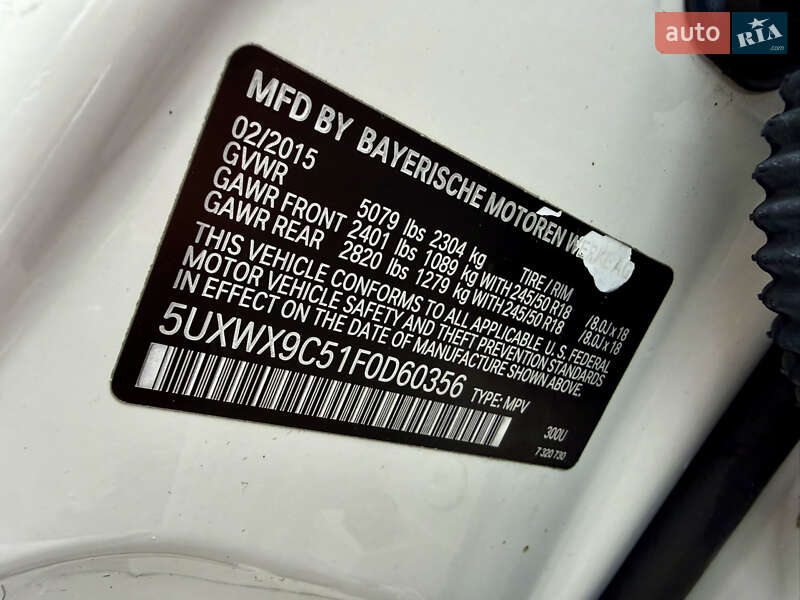 auto RIA.com
MFD BY BAYERISCHE MOTOREN WERKE AG
02/2015
GVWR 5079 lbs 2304 kg TIRE / RIM
GAWR FRONT 2401 lbs 1089 kg WITH 245/50 R18 /8.0J x 18
GAWR REAR 2820 lbs 1279 kg WITH 245/50 R18 /8.0J x 18
THIS VEHICLE CONFORMS TO ALL APPLICABLE U.S. FEDERAL
MOTOR VEHICLE SAFETY AND THEFT PREVENTION STANDARDS
IN EFFECT ON THE DATE OF MANUFACTURE SHOWN ABOVE.
5UXWX9C51F0D60356 TYPE: MPV
300U
7 320 730